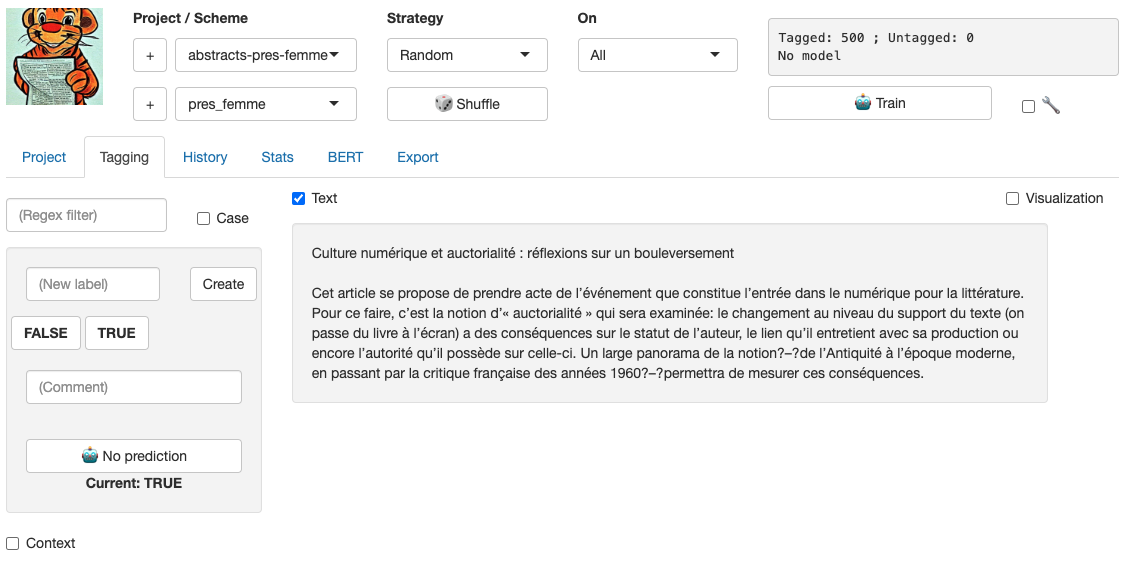 Project / Scheme
Strategy
On
+
abstracts-pres-femme
Random
All
Tagged: 500 ; Untagged: 0
No model
+
pres_femme
Shuffle
Train
Project
Tagging
History
Stats
BERT
Export
(Regex filter)
Case
Text
Visualization
(New label)
Create
FALSE
TRUE
(Comment)
No prediction
Current: TRUE
Context
Culture numérique et auctorialité : réflexions sur un bouleversement
Cet article se propose de prendre acte de l’événement que constitue l’entrée dans le numérique pour la littérature.
Pour ce faire, c’est la notion d’« auctorialité » qui sera examinée: le changement au niveau du support du texte (on
passe du livre à l’écran) a des conséquences sur le statut de l’auteur, le lien qu’il entretient avec sa production ou
encore l’autorité qu’il possède sur celle-ci. Un large panorama de la notion?–?de l’Antiquité à l’époque moderne,
en passant par la critique française des années 1960?–?permettra de mesurer ces conséquences.